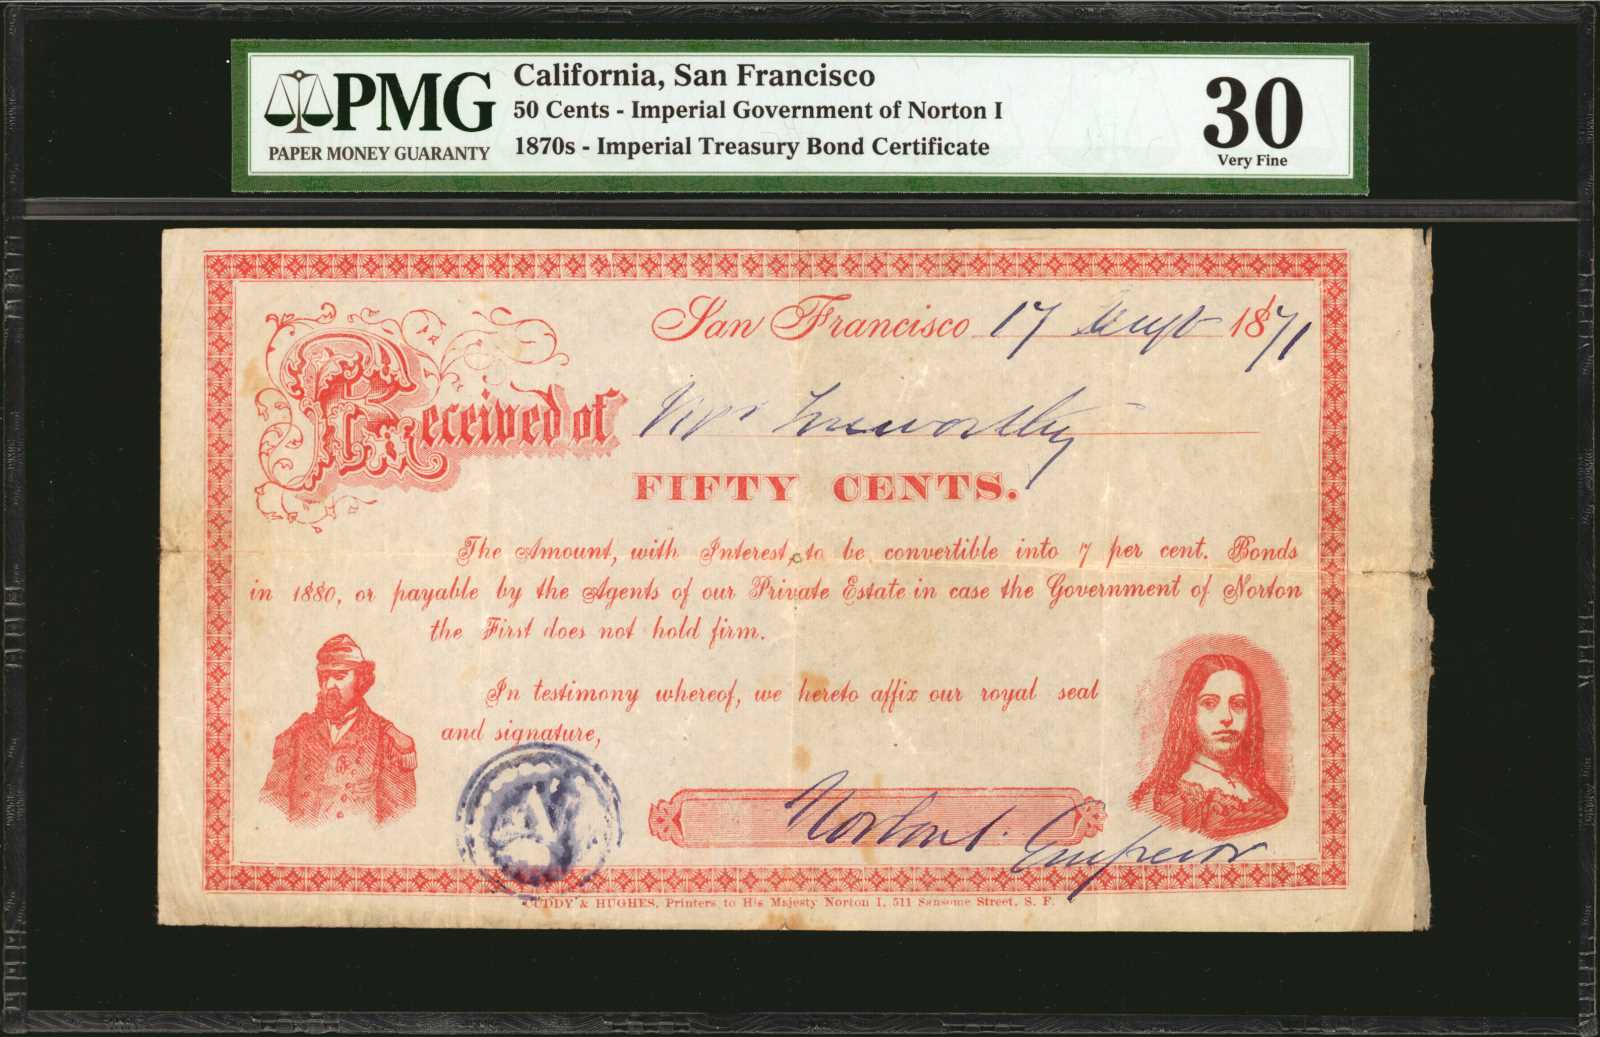 PMG
PAPER MONEY GUARANTY
California, San Francisco
50 Cents - Imperial Government of Norton I
1870s - Imperial Treasury Bond Certificate
30
Very Fine
San Francisco 17 1871
Received of
FIFTY CENTS.
The Amount, with Interest, to be convertible into 7 per cent. Bonds
in 1880, or payable by the Agents of our Private Estate in case the Government of Norton
the First does not hold firm.
In testimony whereof, we hereto affix our royal seal
and signature,
Norton I. Emperor
CUDDY & HUGHES, Printers to His Majesty Norton I, 511 Sansome Street, S. F.